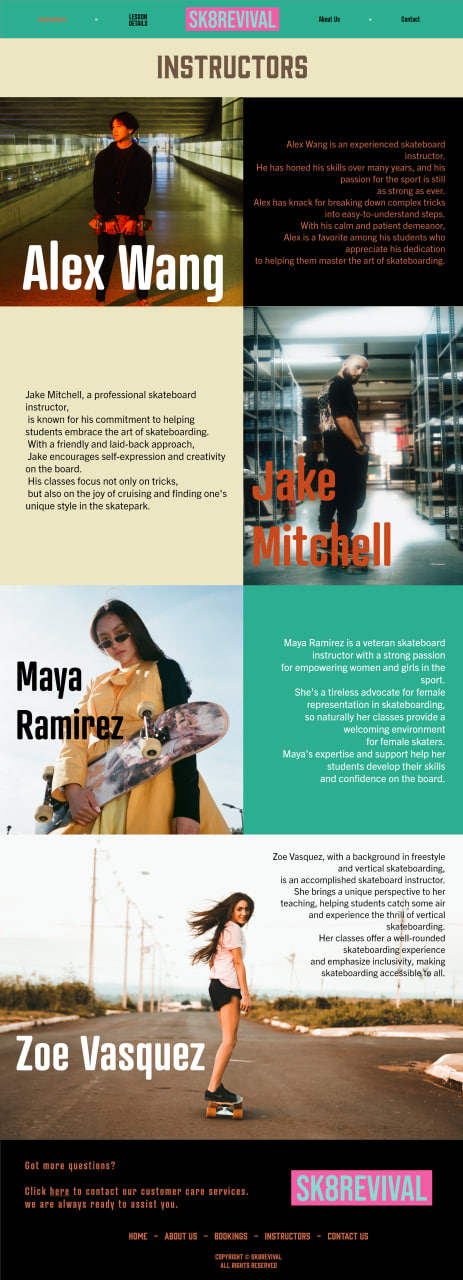 LESSON
DETAILS
SK8REVIVAL
About Us
Contact
INSTRUCTORS
Alex Wang is an experienced skateboard
instructor.
He has honed his skills over many years, and his
passion for the sport is still
as strong as ever.
Alex has knack for breaking down complex tricks
into easy-to-understand steps.
With his calm and patient demeanor,
Alex is a favorite among his students who
appreciate his dedication
to helping them master the art of skateboarding.
Alex Wang
Jake Mitchell, a professional skateboard
instructor,
is known for his commitment to helping
students embrace the art of skateboarding.
With a friendly and laid-back approach,
Jake encourages self-expression and creativity
on the board.
His classes focus not only on tricks,
but also on the joy of cruising and finding one's
unique style in the skatepark.
Jake
Mitchell
Maya
Ramirez
Maya Ramirez is a veteran skateboard
instructor with a strong passion
for empowering women and girls in the
sport.
She's a tireless advocate for female
representation in skateboarding,
so naturally her classes provide a
welcoming environment
for female skaters.
Maya's expertise and support help her
students develop their skills
and confidence on the board.
Zoe Vasquez, with a background in freestyle
and vertical skateboarding,
is an accomplished skateboard instructor.
She brings a unique perspective to her
teaching, helping students catch some air
and experience the thrill of vertical
skateboarding.
Her classes offer a well-rounded
skateboarding experience
and emphasize inclusivity, making
skateboarding accessible to all.
Zoe Vasquez
Got more questions?
Click here to contact our customer care services.
we are always ready to assist you.
SK8REVIVAL
HOME – ABOUT US – BOOKINGS – INSTRUCTORS – CONTACT US
COPYRIGHT © SK8REVIVAL
ALL RIGHTS RESERVED